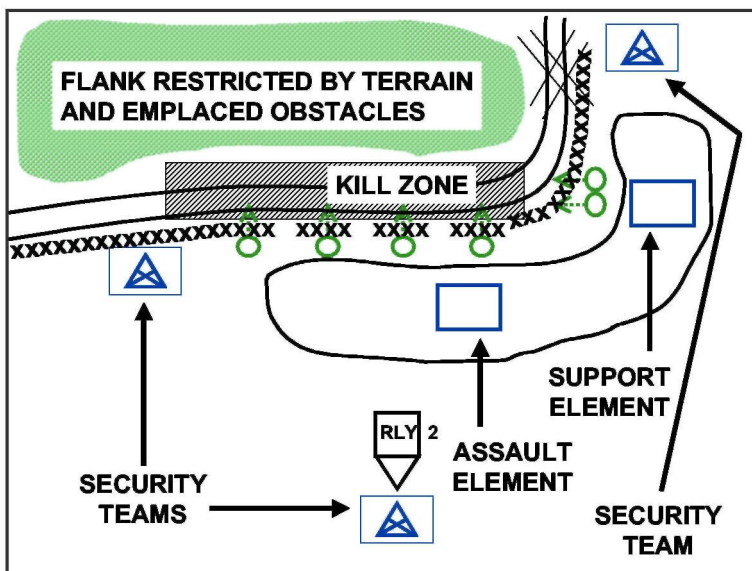 FLANK RESTRICTED BY TERRAIN
AND EMPLACED OBSTACLES
KILL ZONE
SUPPORT
ELEMENT
RLY 2
ASSAULT
ELEMENT
SECURITY
TEAMS
SECURITY
TEAM